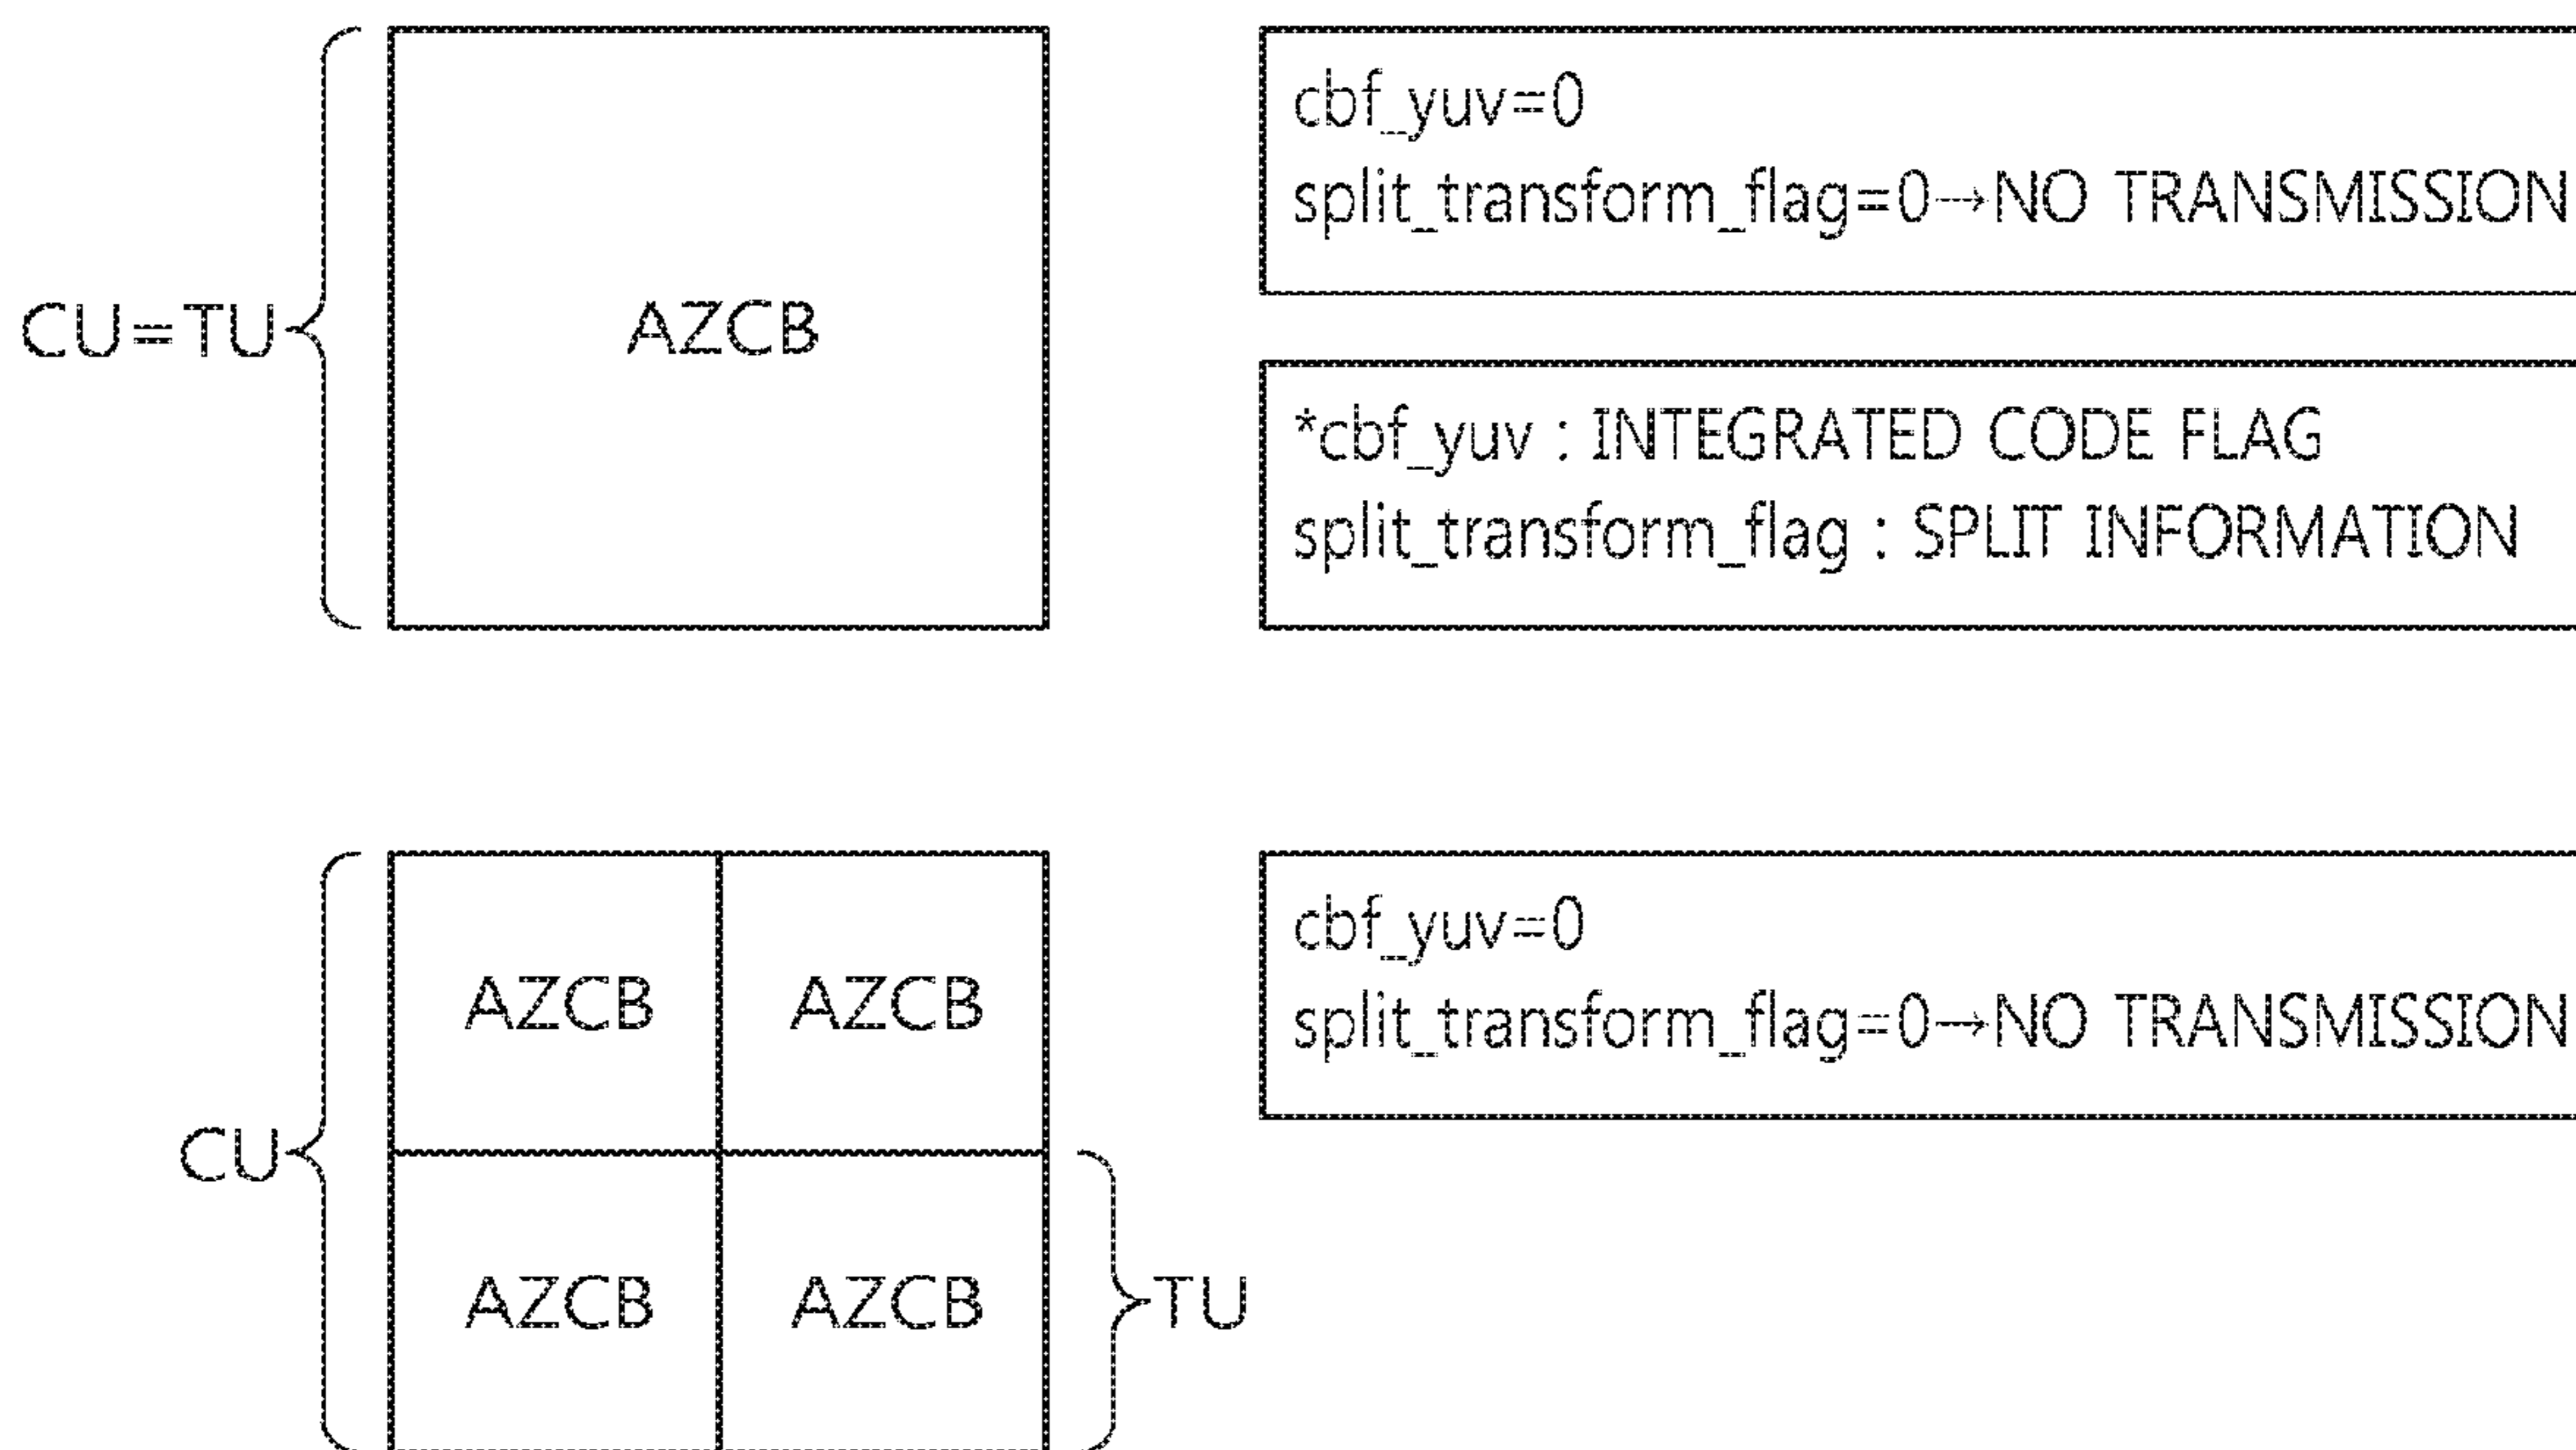 CU=TU
AZCB
cbf_yuv=0
split_transform_flag=0→NO TRANSMISSION
*cbf_yuv : INTEGRATED CODE FLAG
split_transform_flag : SPLIT INFORMATION
CU
AZCB AZCB
AZCB AZCB
TU
cbf_yuv=0
split_transform_flag=0→NO TRANSMISSION